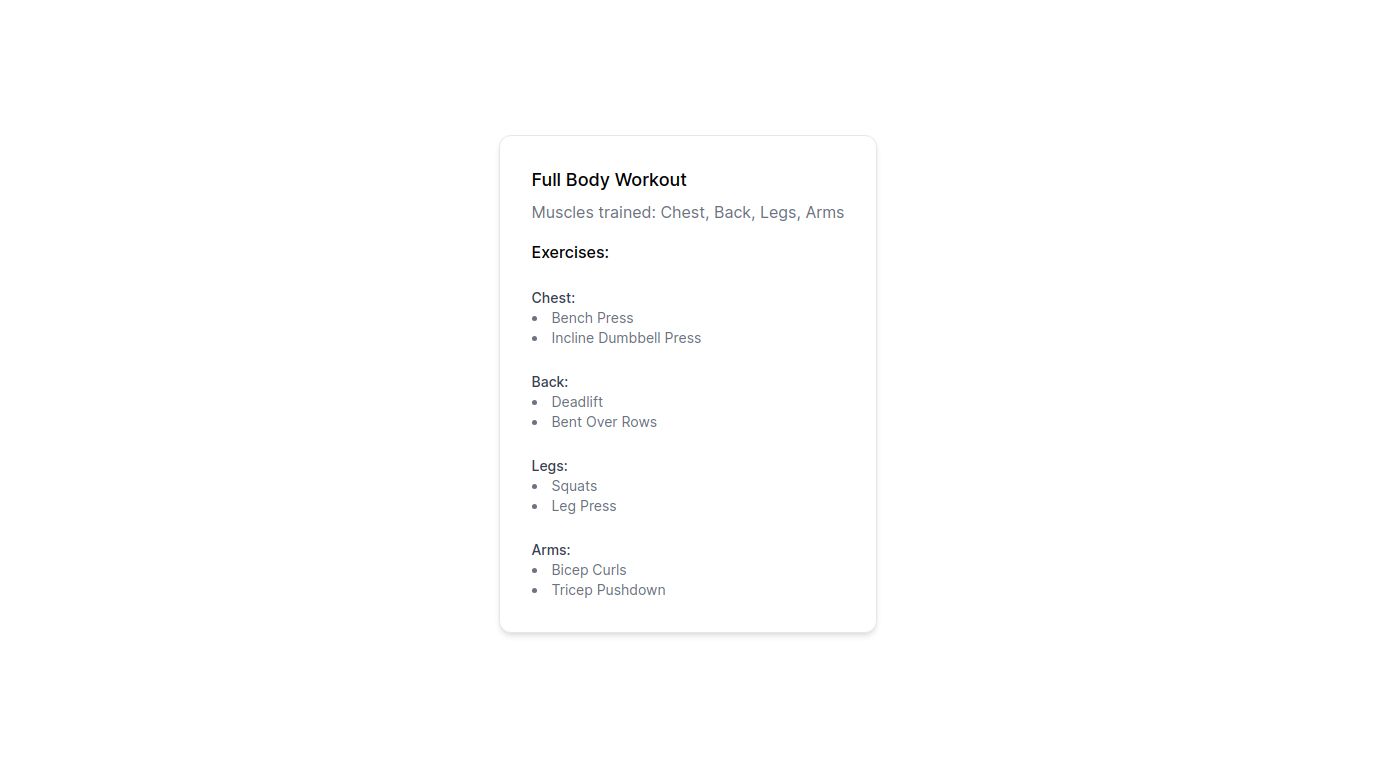 Full Body Workout
Muscles trained: Chest, Back, Legs, Arms
Exercises:
Chest:
• Bench Press
• Incline Dumbbell Press
Back:
• Deadlift
• Bent Over Rows
Legs:
• Squats
• Leg Press
Arms:
• Bicep Curls
• Tricep Pushdown